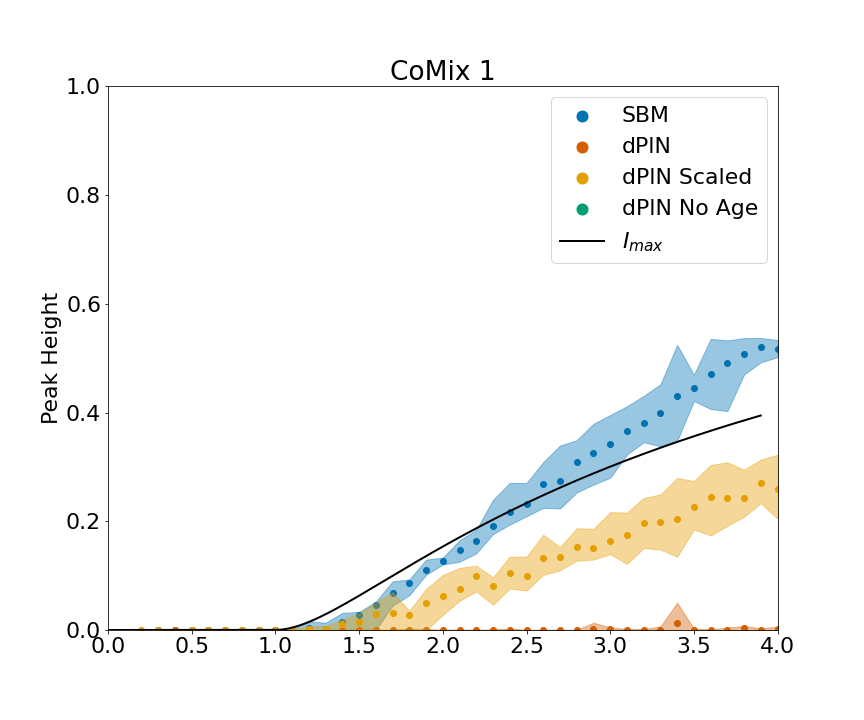 CoMix 1
1.0
0.8
0.6
0.4
0.2
0.0
Peak Height
SBM
dPIN
dPIN Scaled
dPIN No Age
I_max
0.0 0.5 1.0 1.5 2.0 2.5 3.0 3.5 4.0